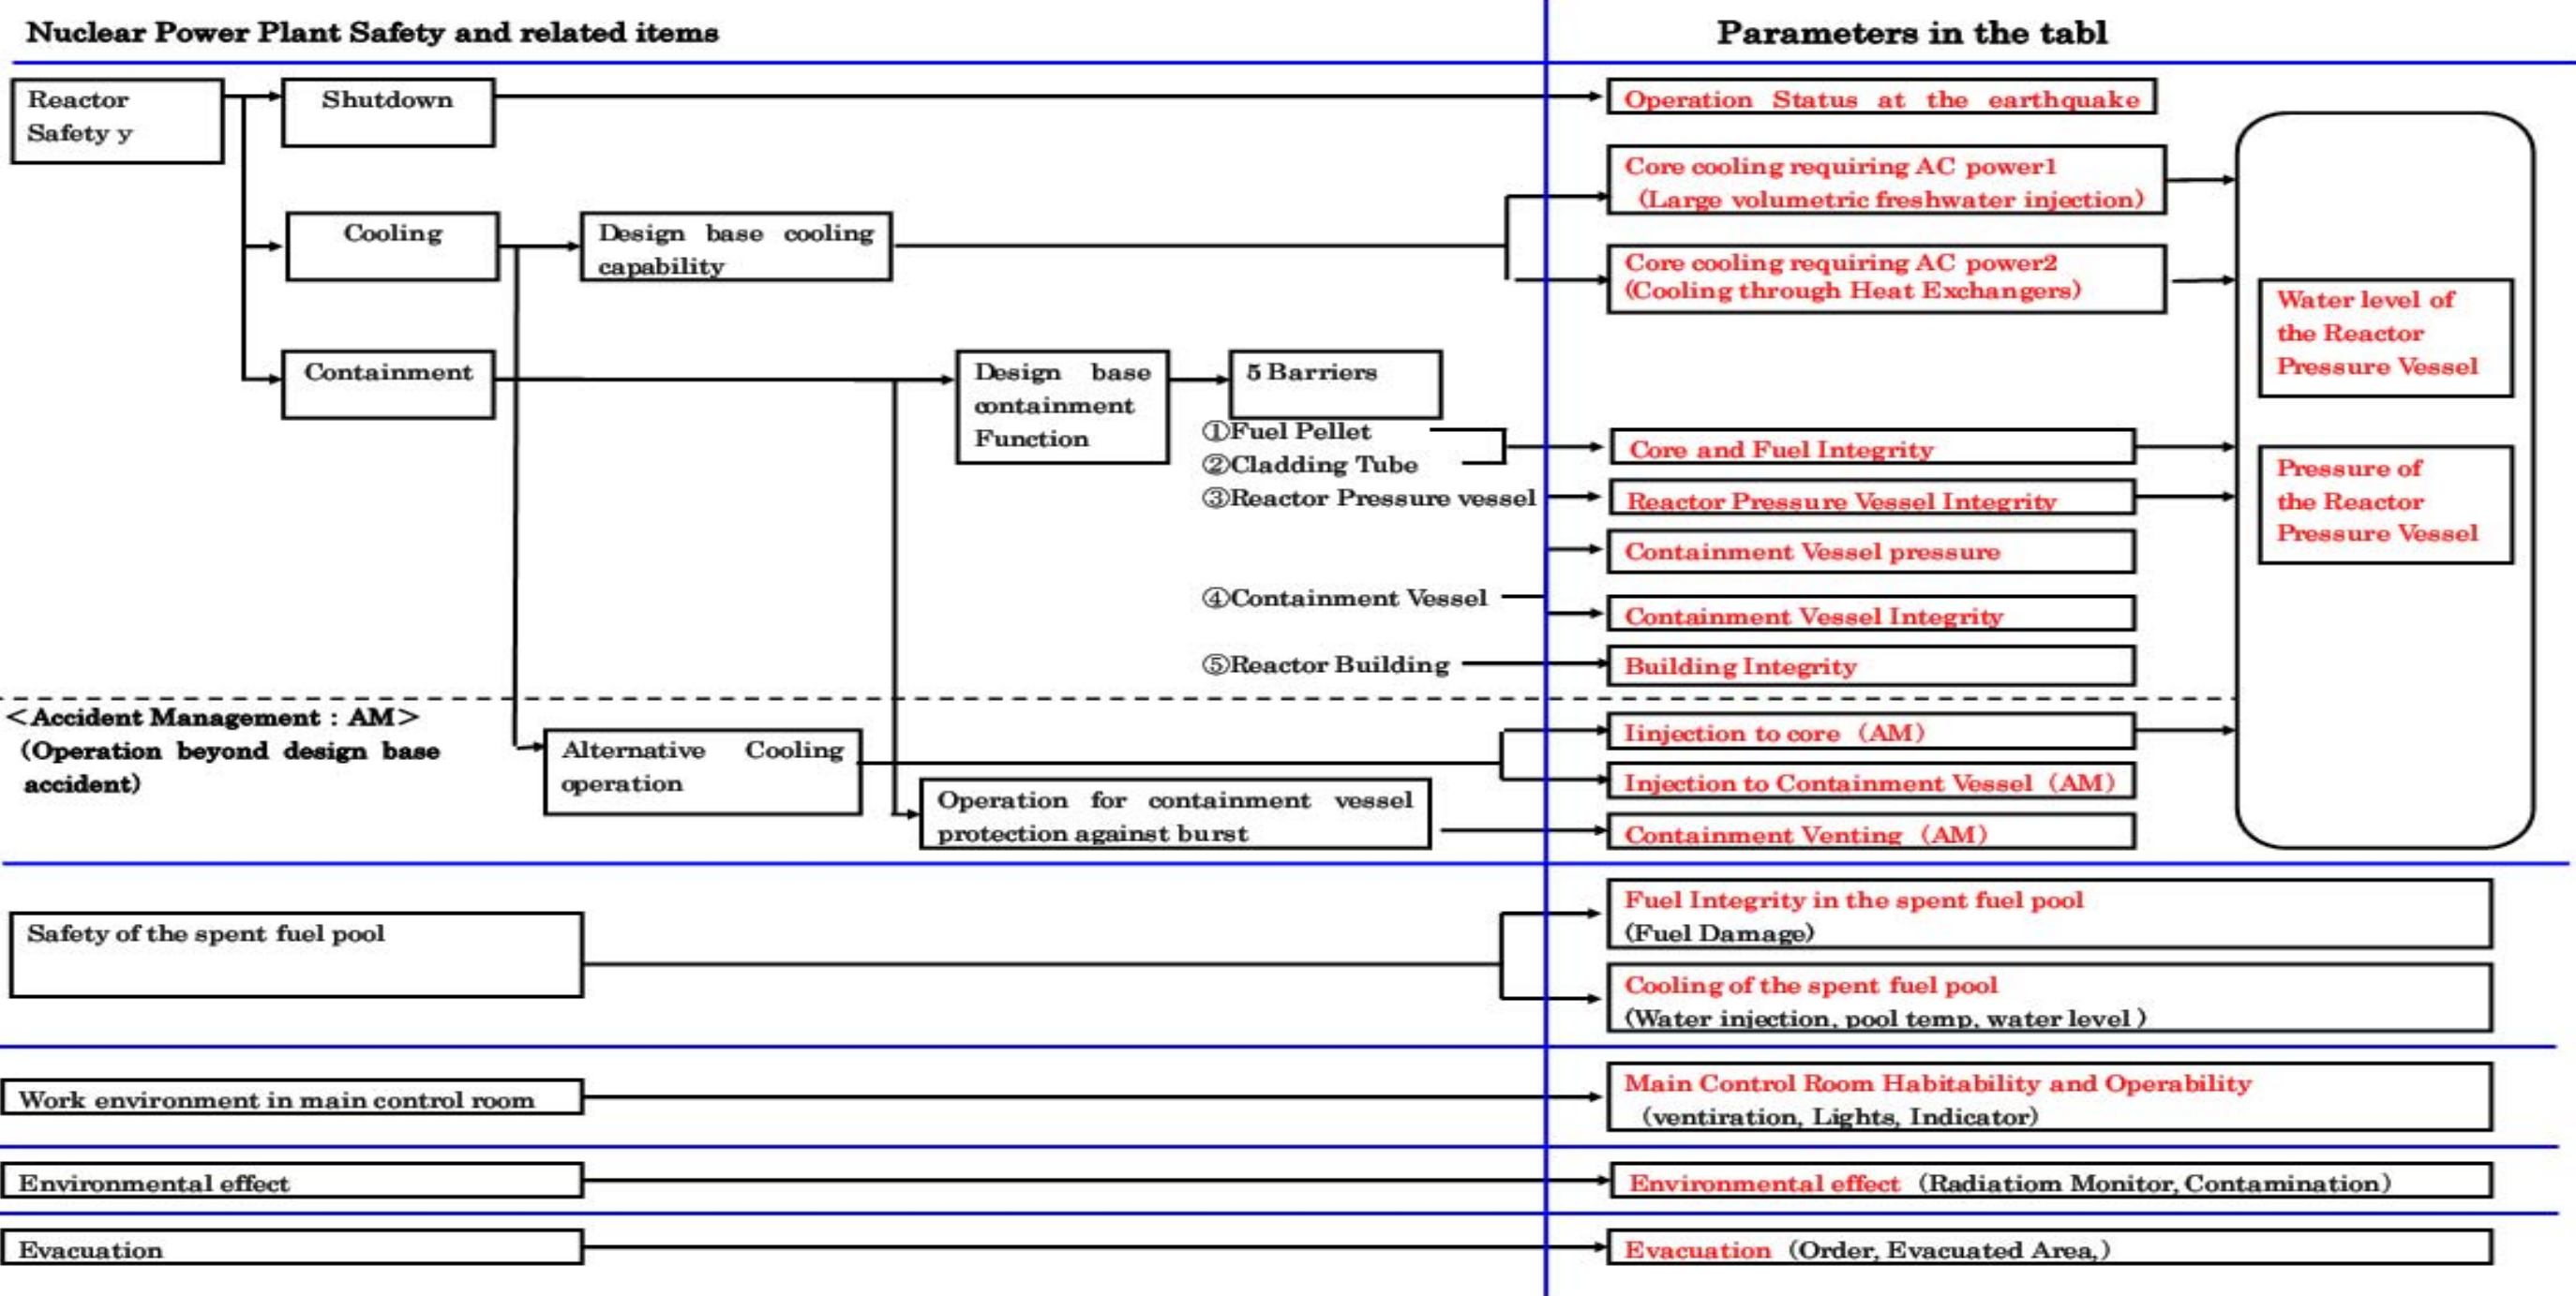 Nuclear Power Plant Safety and related items
Parameters in the tabl
Reactor
Safety y
Shutdown
Operation Status at the earthquake
Core cooling requiring AC power1
(Large volumetric freshwater injection)
Cooling
Design base cooling
capability
Core cooling requiring AC power2
(Cooling through Heat Exchangers)
Water level of
the Reactor
Pressure Vessel
Containment
Design base
containment
Function
5 Barriers
①Fuel Pellet
②Cladding Tube
③Reactor Pressure vessel
④Containment Vessel
⑤Reactor Building
Core and Fuel Integrity
Reactor Pressure Vessel Integrity
Containment Vessel pressure
Containment Vessel Integrity
Building Integrity
Pressure of
the Reactor
Pressure Vessel
<Accident Management : AM>
(Operation beyond design base
accident)
Alternative Cooling
operation
Operation for containment vessel
protection against burst
Iinjection to core (AM)
Injection to Containment Vessel (AM)
Containment Venting (AM)
Safety of the spent fuel pool
Fuel Integrity in the spent fuel pool
(Fuel Damage)
Cooling of the spent fuel pool
(Water injection, pool temp, water level )
Work environment in main control room
Main Control Room Habitability and Operability
(ventiration, Lights, Indicator)
Environmental effect
Environmental effect (Radiatiom Monitor, Contamination)
Evacuation
Evacuation (Order, Evacuated Area,)